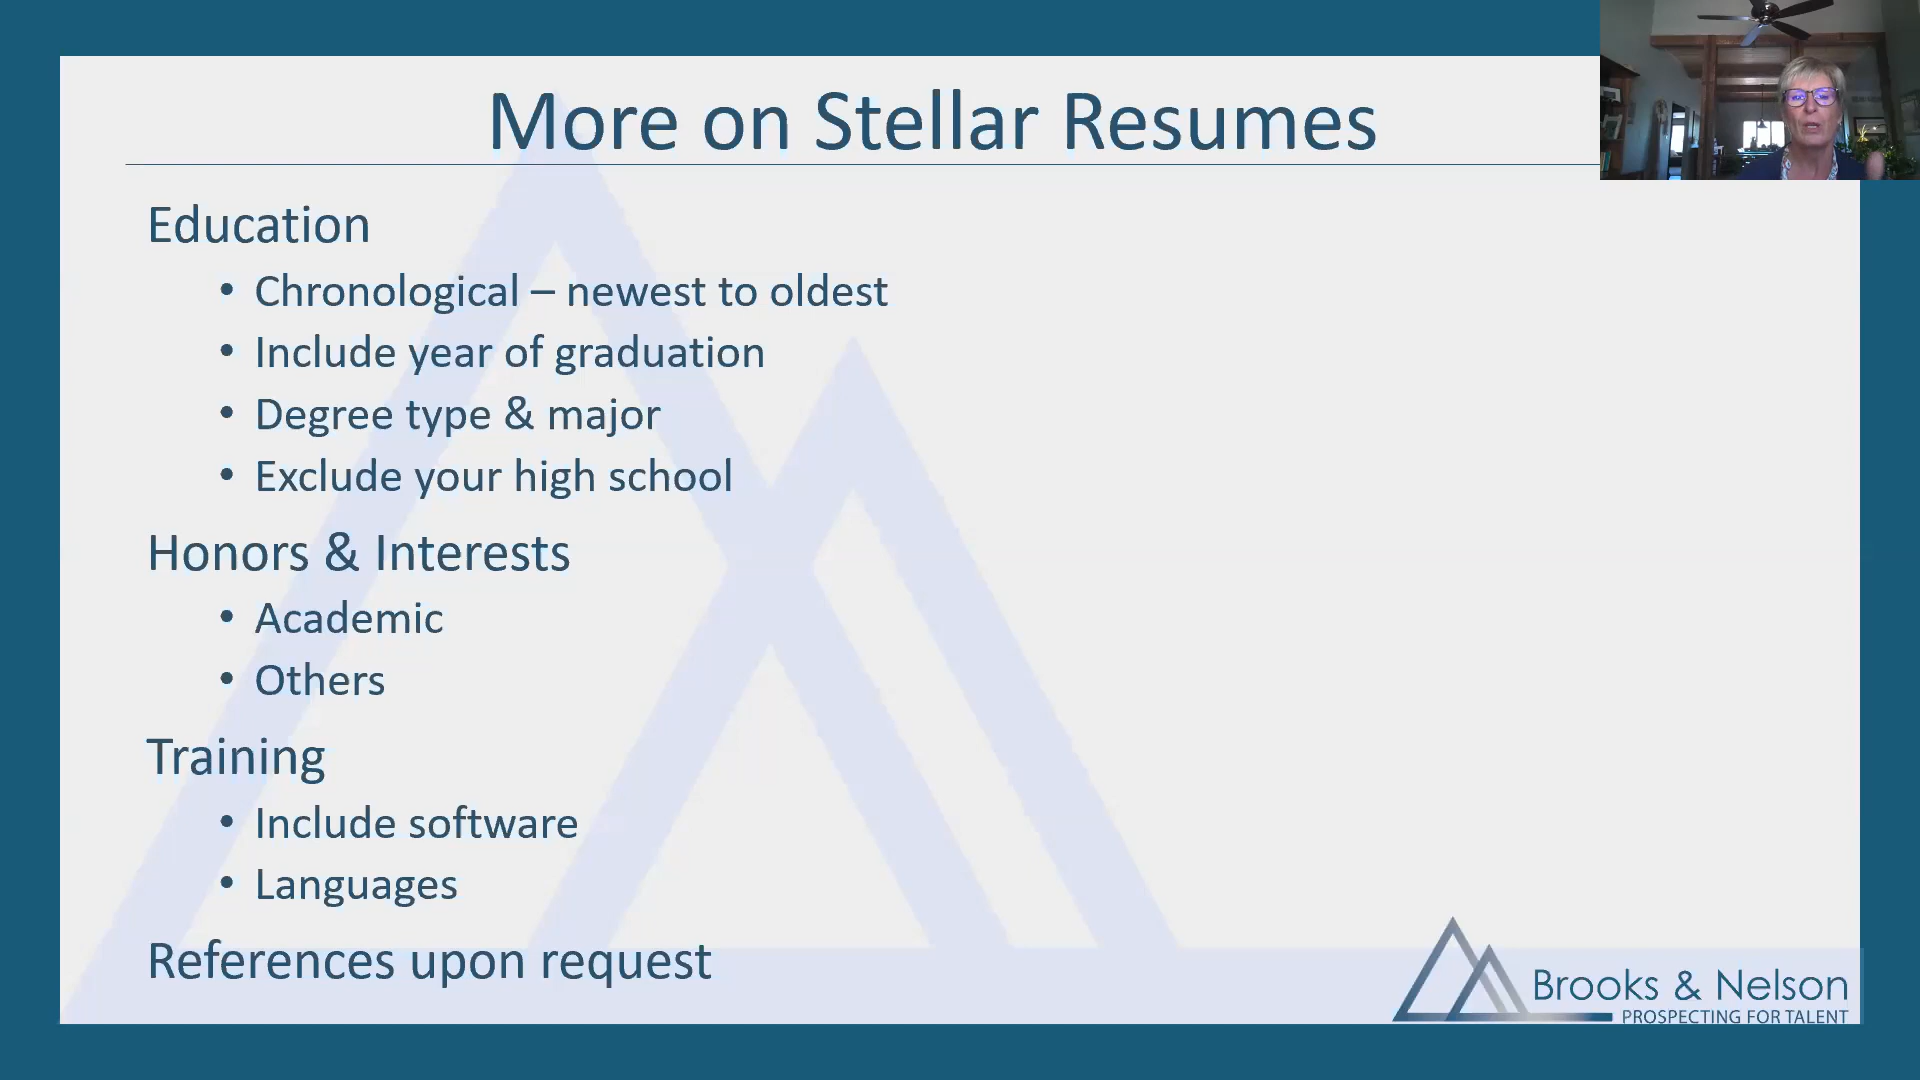 More on Stellar Resumes
Education
• Chronological – newest to oldest
• Include year of graduation
• Degree type & major
• Exclude your high school
Honors & Interests
• Academic
• Others
Training
• Include software
• Languages
References upon request
Brooks & Nelson
PROSPECTING FOR TALENT